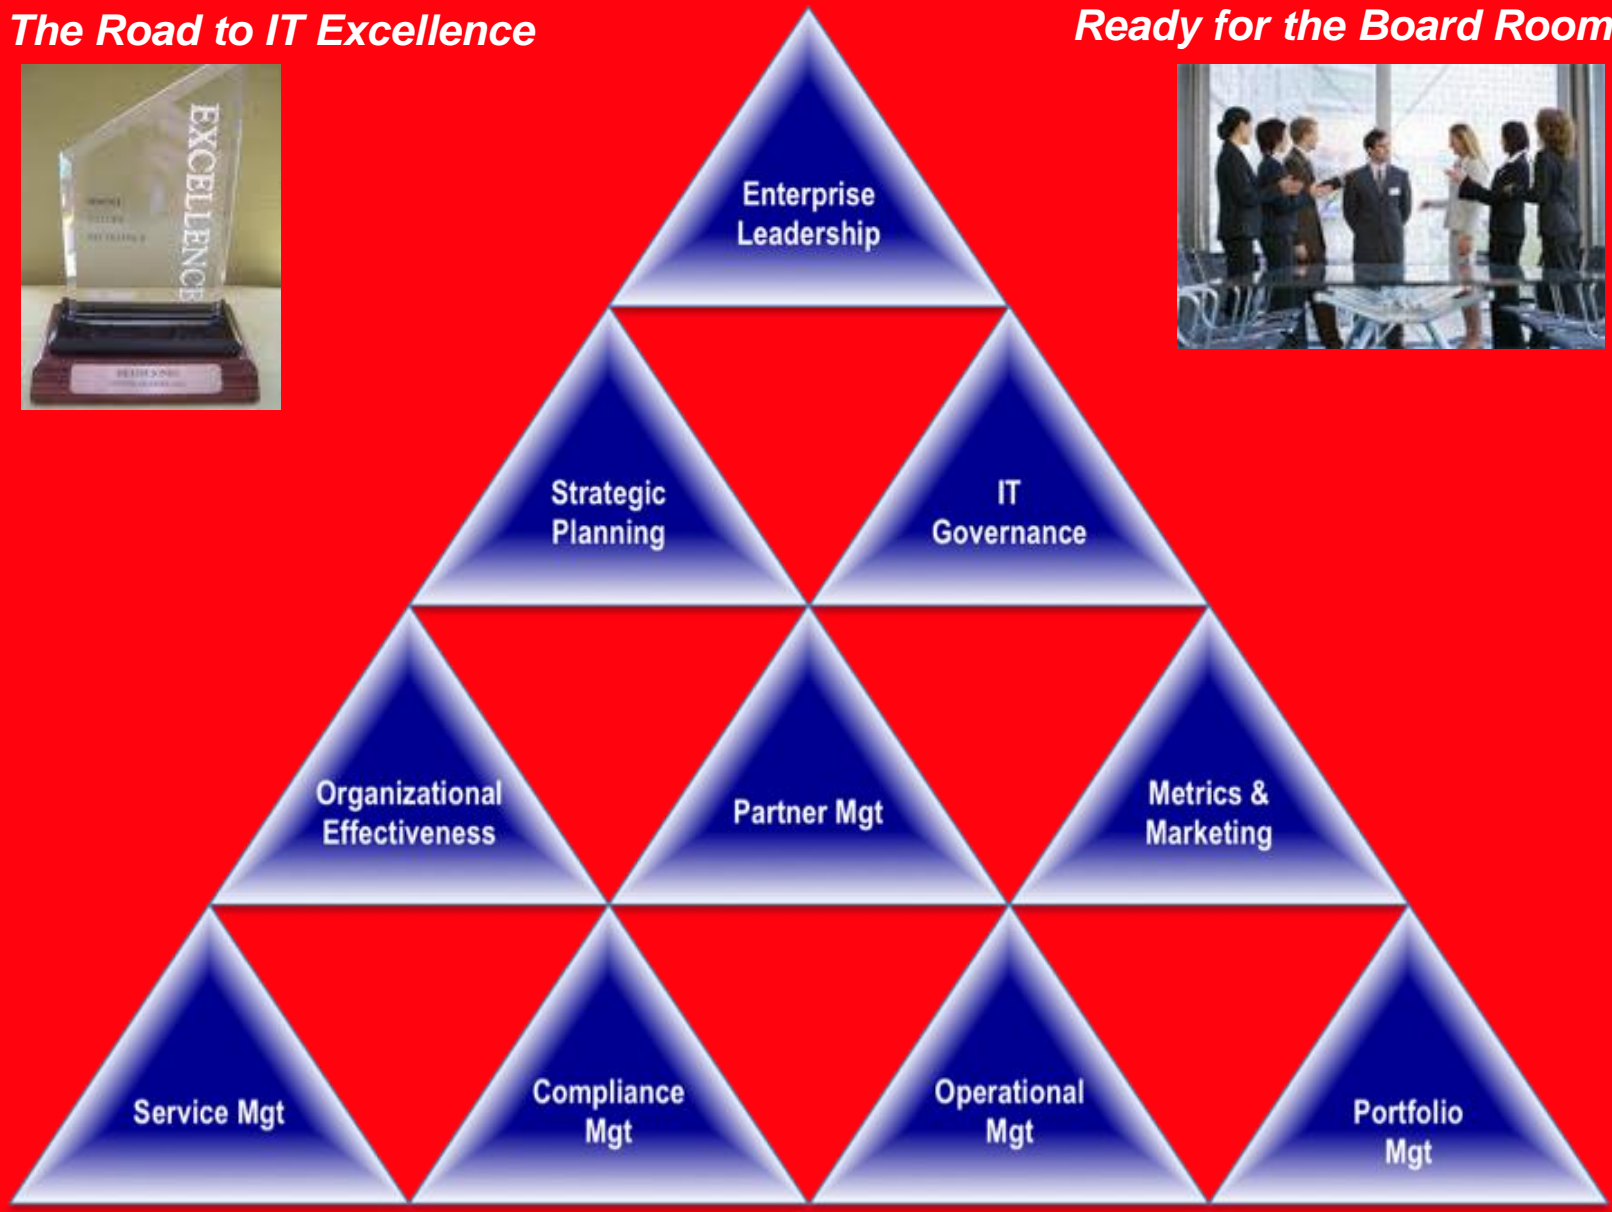 The Road to IT Excellence
Ready for the Board Room
EXCELLENCE
Enterprise
Leadership
Strategic
Planning
IT
Governance
Organizational
Effectiveness
Partner Mgt
Metrics &
Marketing
Service Mgt
Compliance
Mgt
Operational
Mgt
Portfolio
Mgt